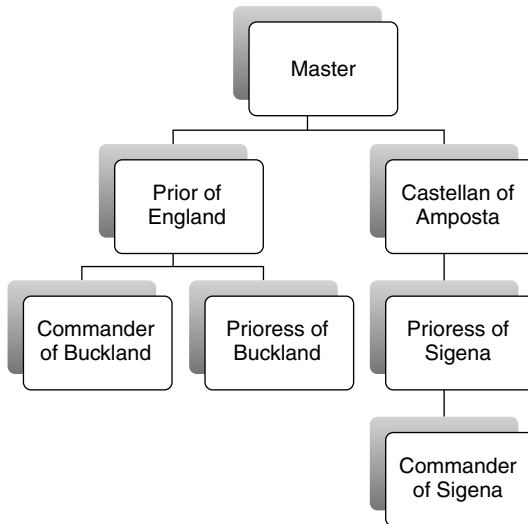 Master
Prior of
England
Castellan of
Amposta
Commander
of Buckland
Prioress of
Buckland
Prioress of
Sigena
Commander
of Sigena